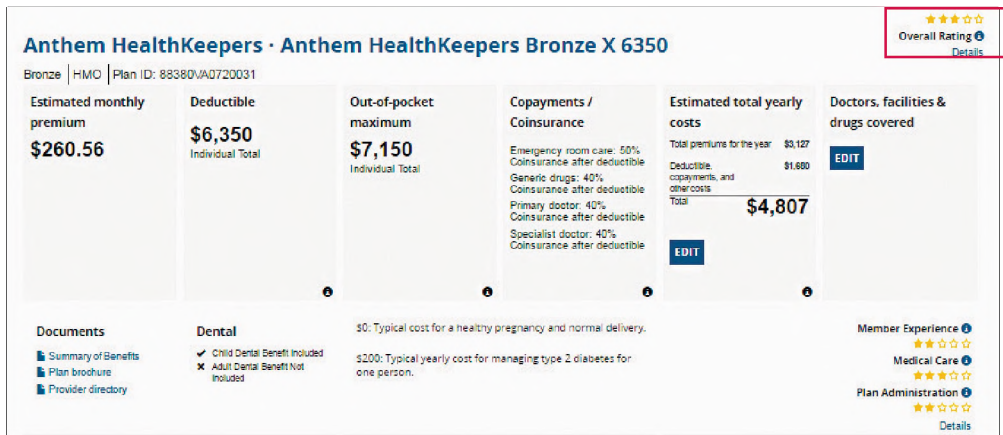 Overall Rating
Details
Anthem HealthKeepers · Anthem HealthKeepers Bronze X 6350
Bronze | HMO | Plan ID: 88380VA0720031
Estimated monthly
premium
$260.56
Deductible
$6,350
Individual Total
Out-of-pocket
maximum
$7,150
Individual Total
Copayments /
Coinsurance
Emergency room care: 50%
Coinsurance after deductible
Generic drugs: 40%
Coinsurance after deductible
Primary doctor: 40%
Coinsurance after deductible
Specialist doctor: 40%
Coinsurance after deductible
Estimated total yearly
costs
Total premiums for the year $3,127
Deductible, $1,680
copayments, and
other costs
Total $4,807
EDIT
Doctors, facilities &
drugs covered
EDIT
Documents
Summary of Benefits
Plan brochure
Provider directory
Dental
Child Dental Benefit Included
Adult Dental Benefit Not
Included
$0: Typical cost for a healthy pregnancy and normal delivery.
$200: Typical yearly cost for managing type 2 diabetes for
one person.
Member Experience
Medical Care
Plan Administration
Details